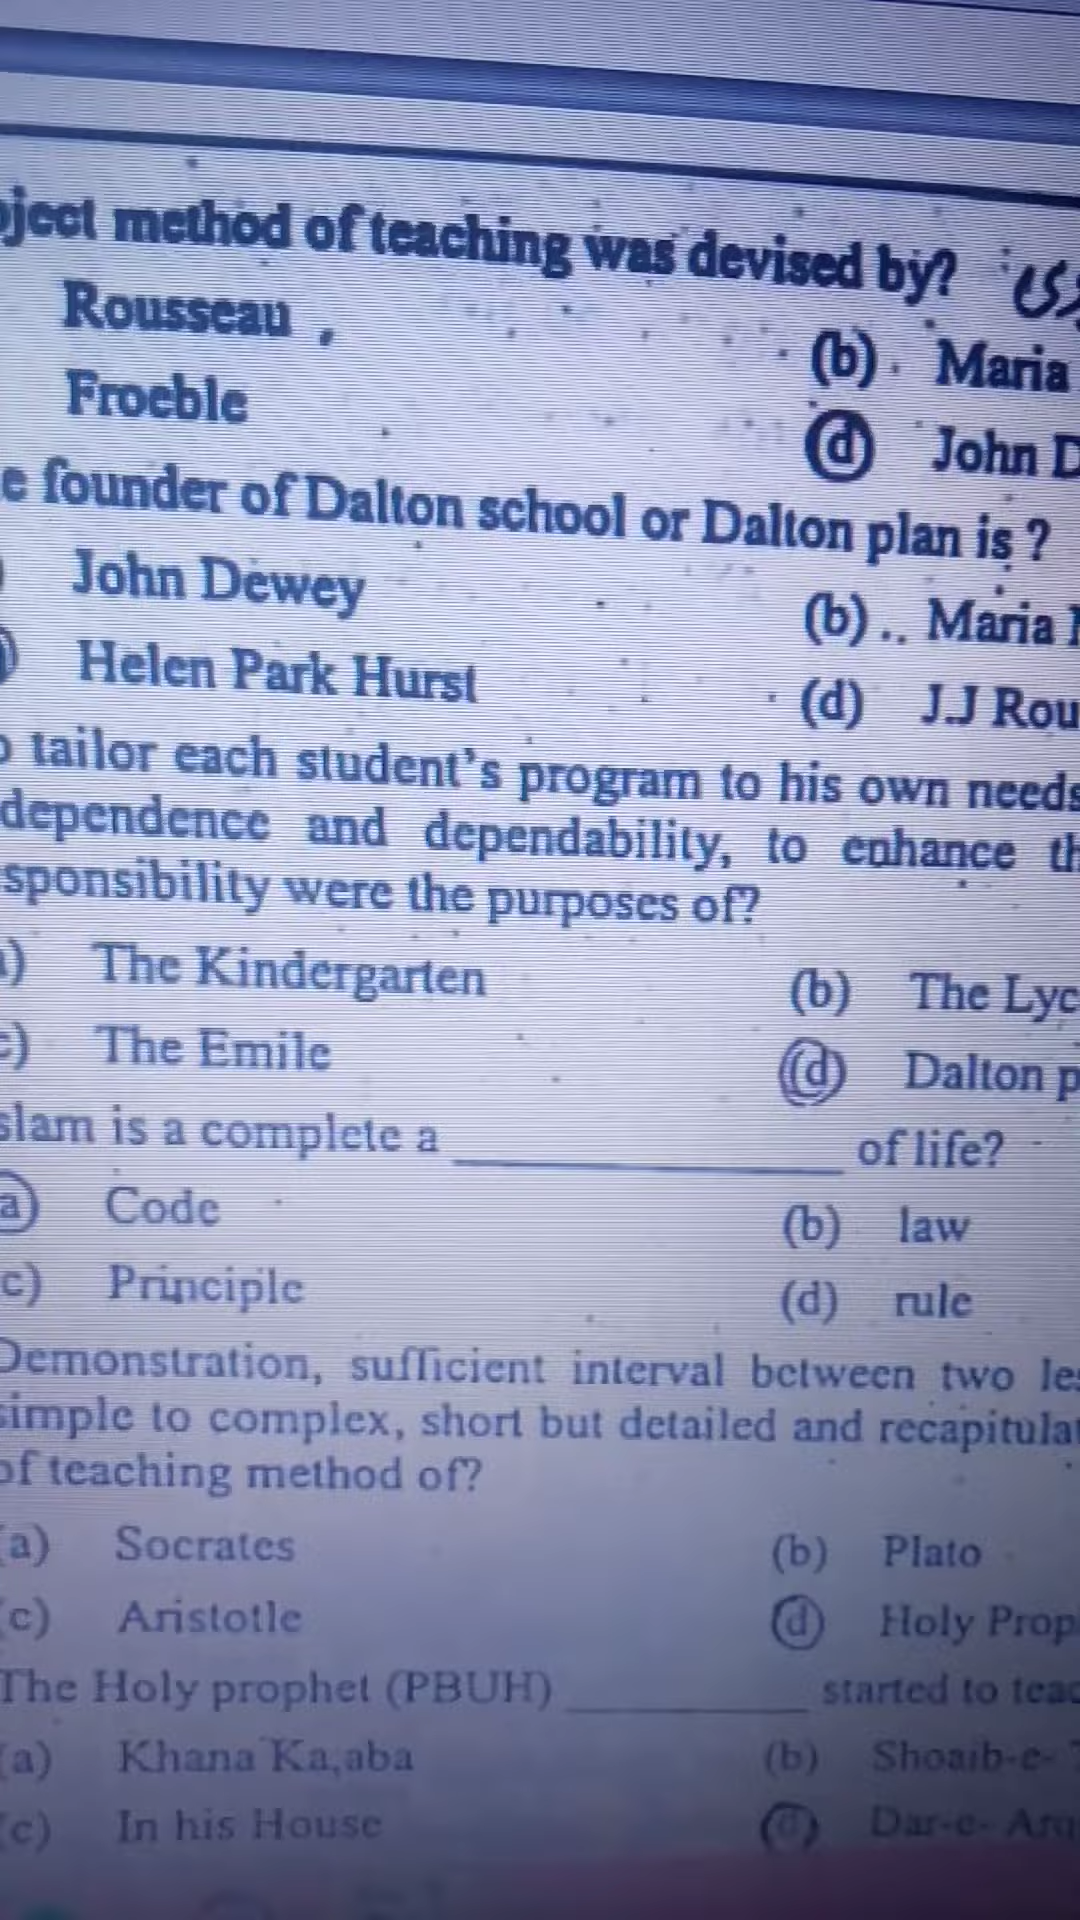 ject method of teaching was devised by?
Rousseau , (b) Maria
Froeble (d) John D
e founder of Dalton school or Dalton plan is ?
John Dewey (b) .. Maria
Helen Park Hurst (d) J.J Rou
tailor each student's program to his own needs
dependence and dependability, to enhance th
sponsibility were the purposes of?
) The Kindergarten (b) The Lyc
c) The Emile (d) Dalton p
slam is a complete a ____________ of life?
a) Code (b) law
c) Principle (d) rule
Demonstration, sufficient interval between two les
simple to complex, short but detailed and recapitulat
of teaching method of?
(a) Socrates (b) Plato
(c) Aristotle (d) Holy Prop
The Holy prophet (PBUH) ________ started to teac
(a) Khana Ka,aba (b) Shoaib-e-
(c) In his House (d) Dar-e- Arq